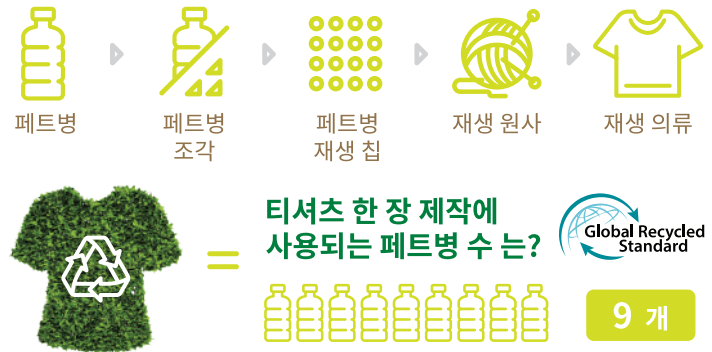 페트병
페트병
조각
페트병
재생 칩
재생 원사
재생 의류
티셔츠 한 장 제작에
사용되는 페트병 수 는?
Global Recycled
Standard
9 개